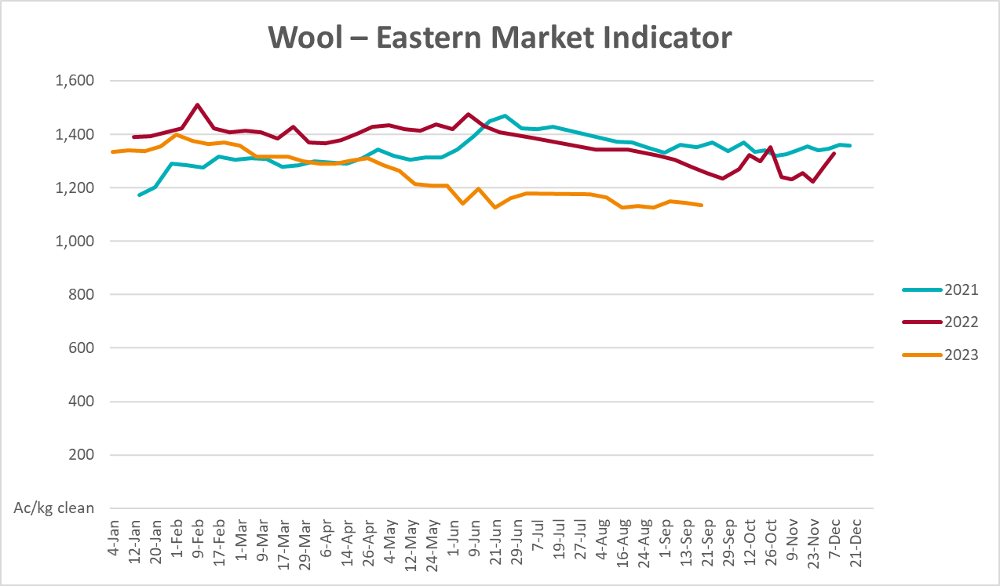 Wool – Eastern Market Indicator
1,600
1,400
1,200
1,000
800
600
400
200
Ac/kg clean
4-Jan
12-Jan
20-Jan
1-Feb
9-Feb
17-Feb
1-Mar
9-Mar
17-Mar
29-Mar
6-Apr
14-Apr
26-Apr
4-May
12-May
24-May
1-Jun
9-Jun
21-Jun
29-Jun
7-Jul
19-Jul
27-Jul
4-Aug
16-Aug
24-Aug
1-Sep
13-Sep
21-Sep
29-Sep
12-Oct
26-Oct
9-Nov
23-Nov
7-Dec
21-Dec
2021
2022
2023